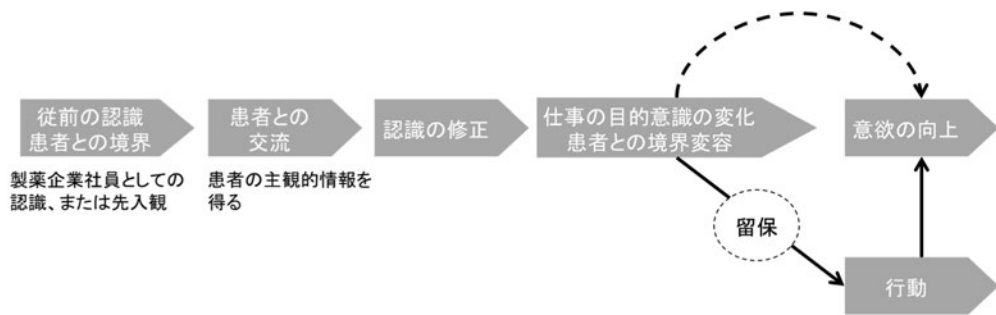 従前の認識
患者との境界
患者との
交流
認識の修正
仕事の目的意識の変化
患者との境界変容
意欲の向上
製薬企業社員としての
認識、または先入観
患者の主観的情報を
得る
留保
行動